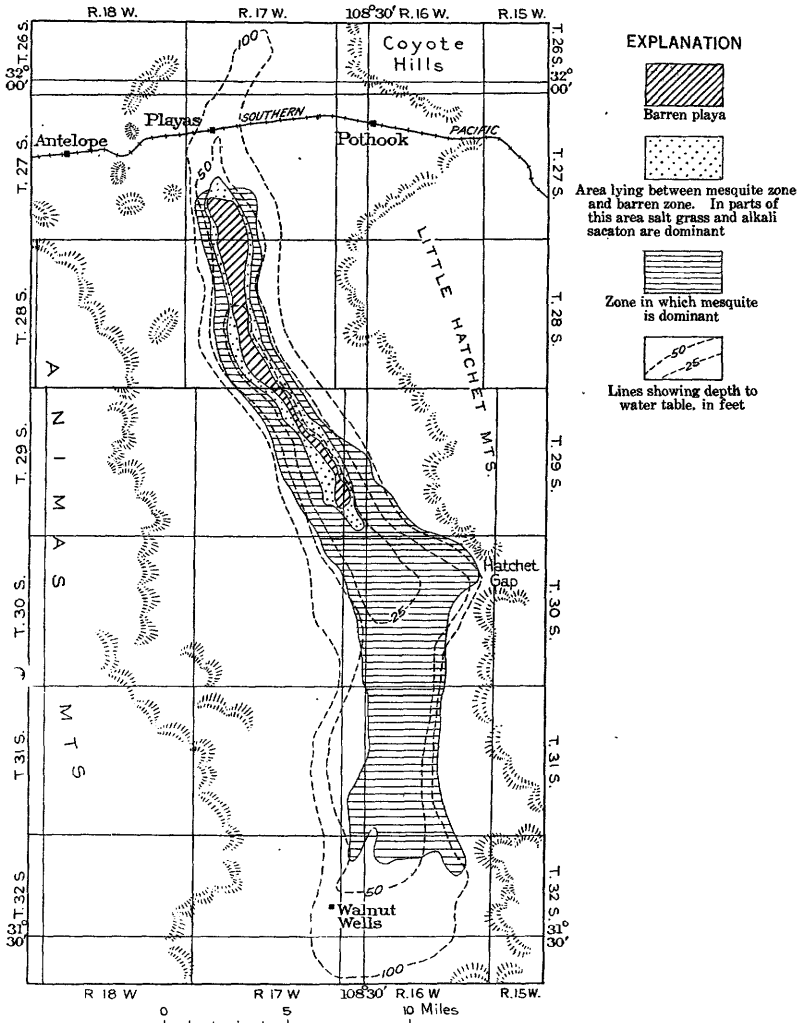 R.18 W.
R.17 W.
108°30′
R.16 W.
R.15 W.
T.26 S.
32°
00′
T.27 S.
T.28 S.
T.29 S.
T.30 S.
T.31 S.
T.32 S.
31°
30′
Coyote
Hills
100
Playas
SOUTHERN
PACIFIC
Antelope
Pothook
50
LITTLE HATCHET MTS.
ANIMAS
MTS
Hatchet
Gap
25
50
Walnut
Wells
100
T.26 S.
32°
00′
T.27 S.
T.28 S.
T.29 S.
T.30 S.
T.31 S.
T.32 S.
31°
30′
R 18 W
R 17 W
108°30′
R.16 W
R.15W.
0 5 10 Miles
EXPLANATION
Barren playa
Area lying between mesquite zone
and barren zone. In parts of
this area salt grass and alkali
sacaton are dominant
Zone in which mesquite
is dominant
50
25
Lines showing depth to
water table, in feet